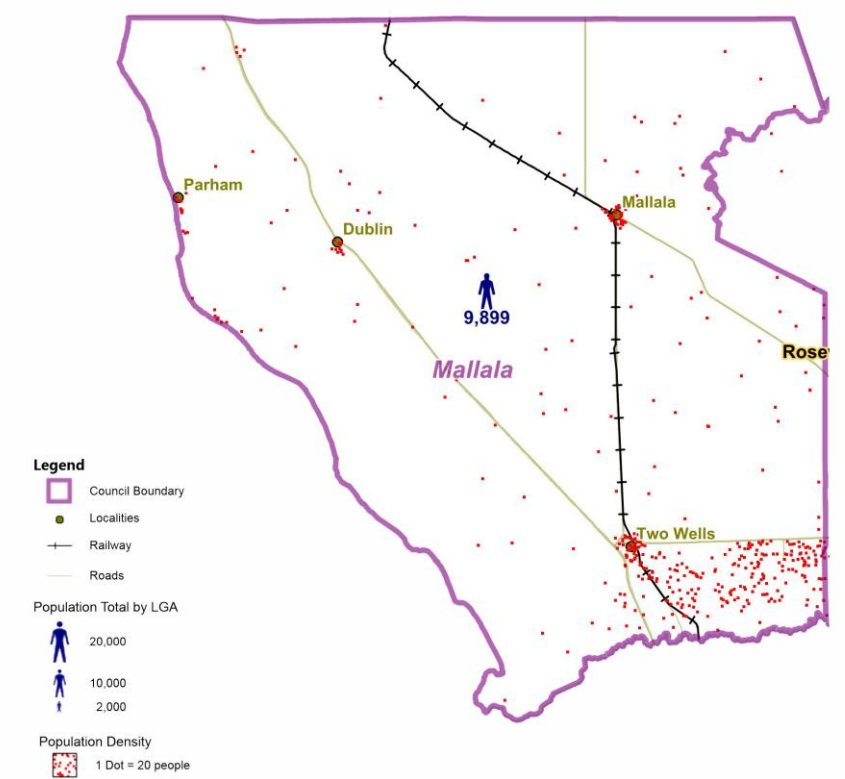 Parham
Mallala
Dublin
9,899
Rose
Mallala
Two Wells
Legend
Council Boundary
Localities
Railway
Roads
Population Total by LGA
20,000
10,000
2,000
Population Density
1 Dot = 20 people